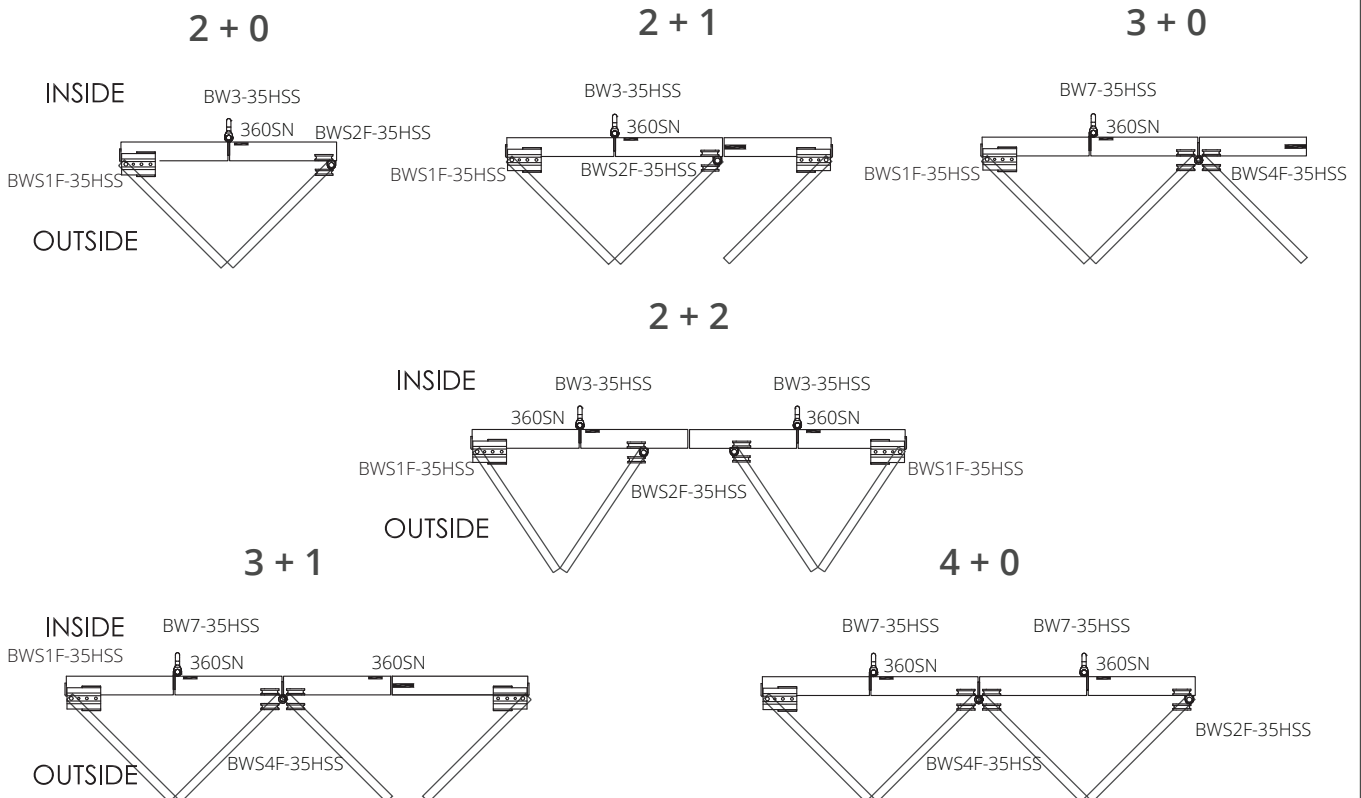 2 + 0
INSIDE
BW3-35HSS
360SN
BWS2F-35HSS
BWS1F-35HSS
OUTSIDE
2 + 1
BW3-35HSS
360SN
BWS1F-35HSS
BWS2F-35HSS
3 + 0
BW7-35HSS
360SN
BWS1F-35HSS
BWS4F-35HSS
2 + 2
INSIDE
BW3-35HSS
BW3-35HSS
360SN
360SN
BWS1F-35HSS
BWS2F-35HSS
BWS1F-35HSS
OUTSIDE
3 + 1
INSIDE
BW7-35HSS
BWS1F-35HSS
360SN
360SN
BWS4F-35HSS
OUTSIDE
4 + 0
BW7-35HSS
BW7-35HSS
360SN
360SN
BWS2F-35HSS
BWS4F-35HSS